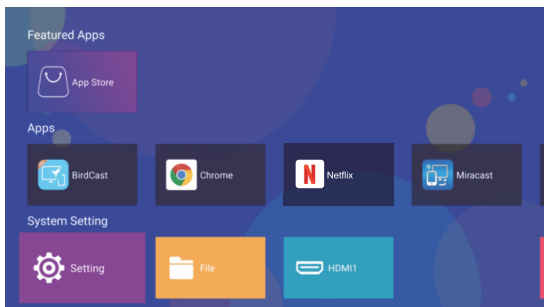 Featured Apps
App Store
Apps
BirdCast
Chrome
N Netflix
Miracast
System Setting
Setting
File
HDMI1